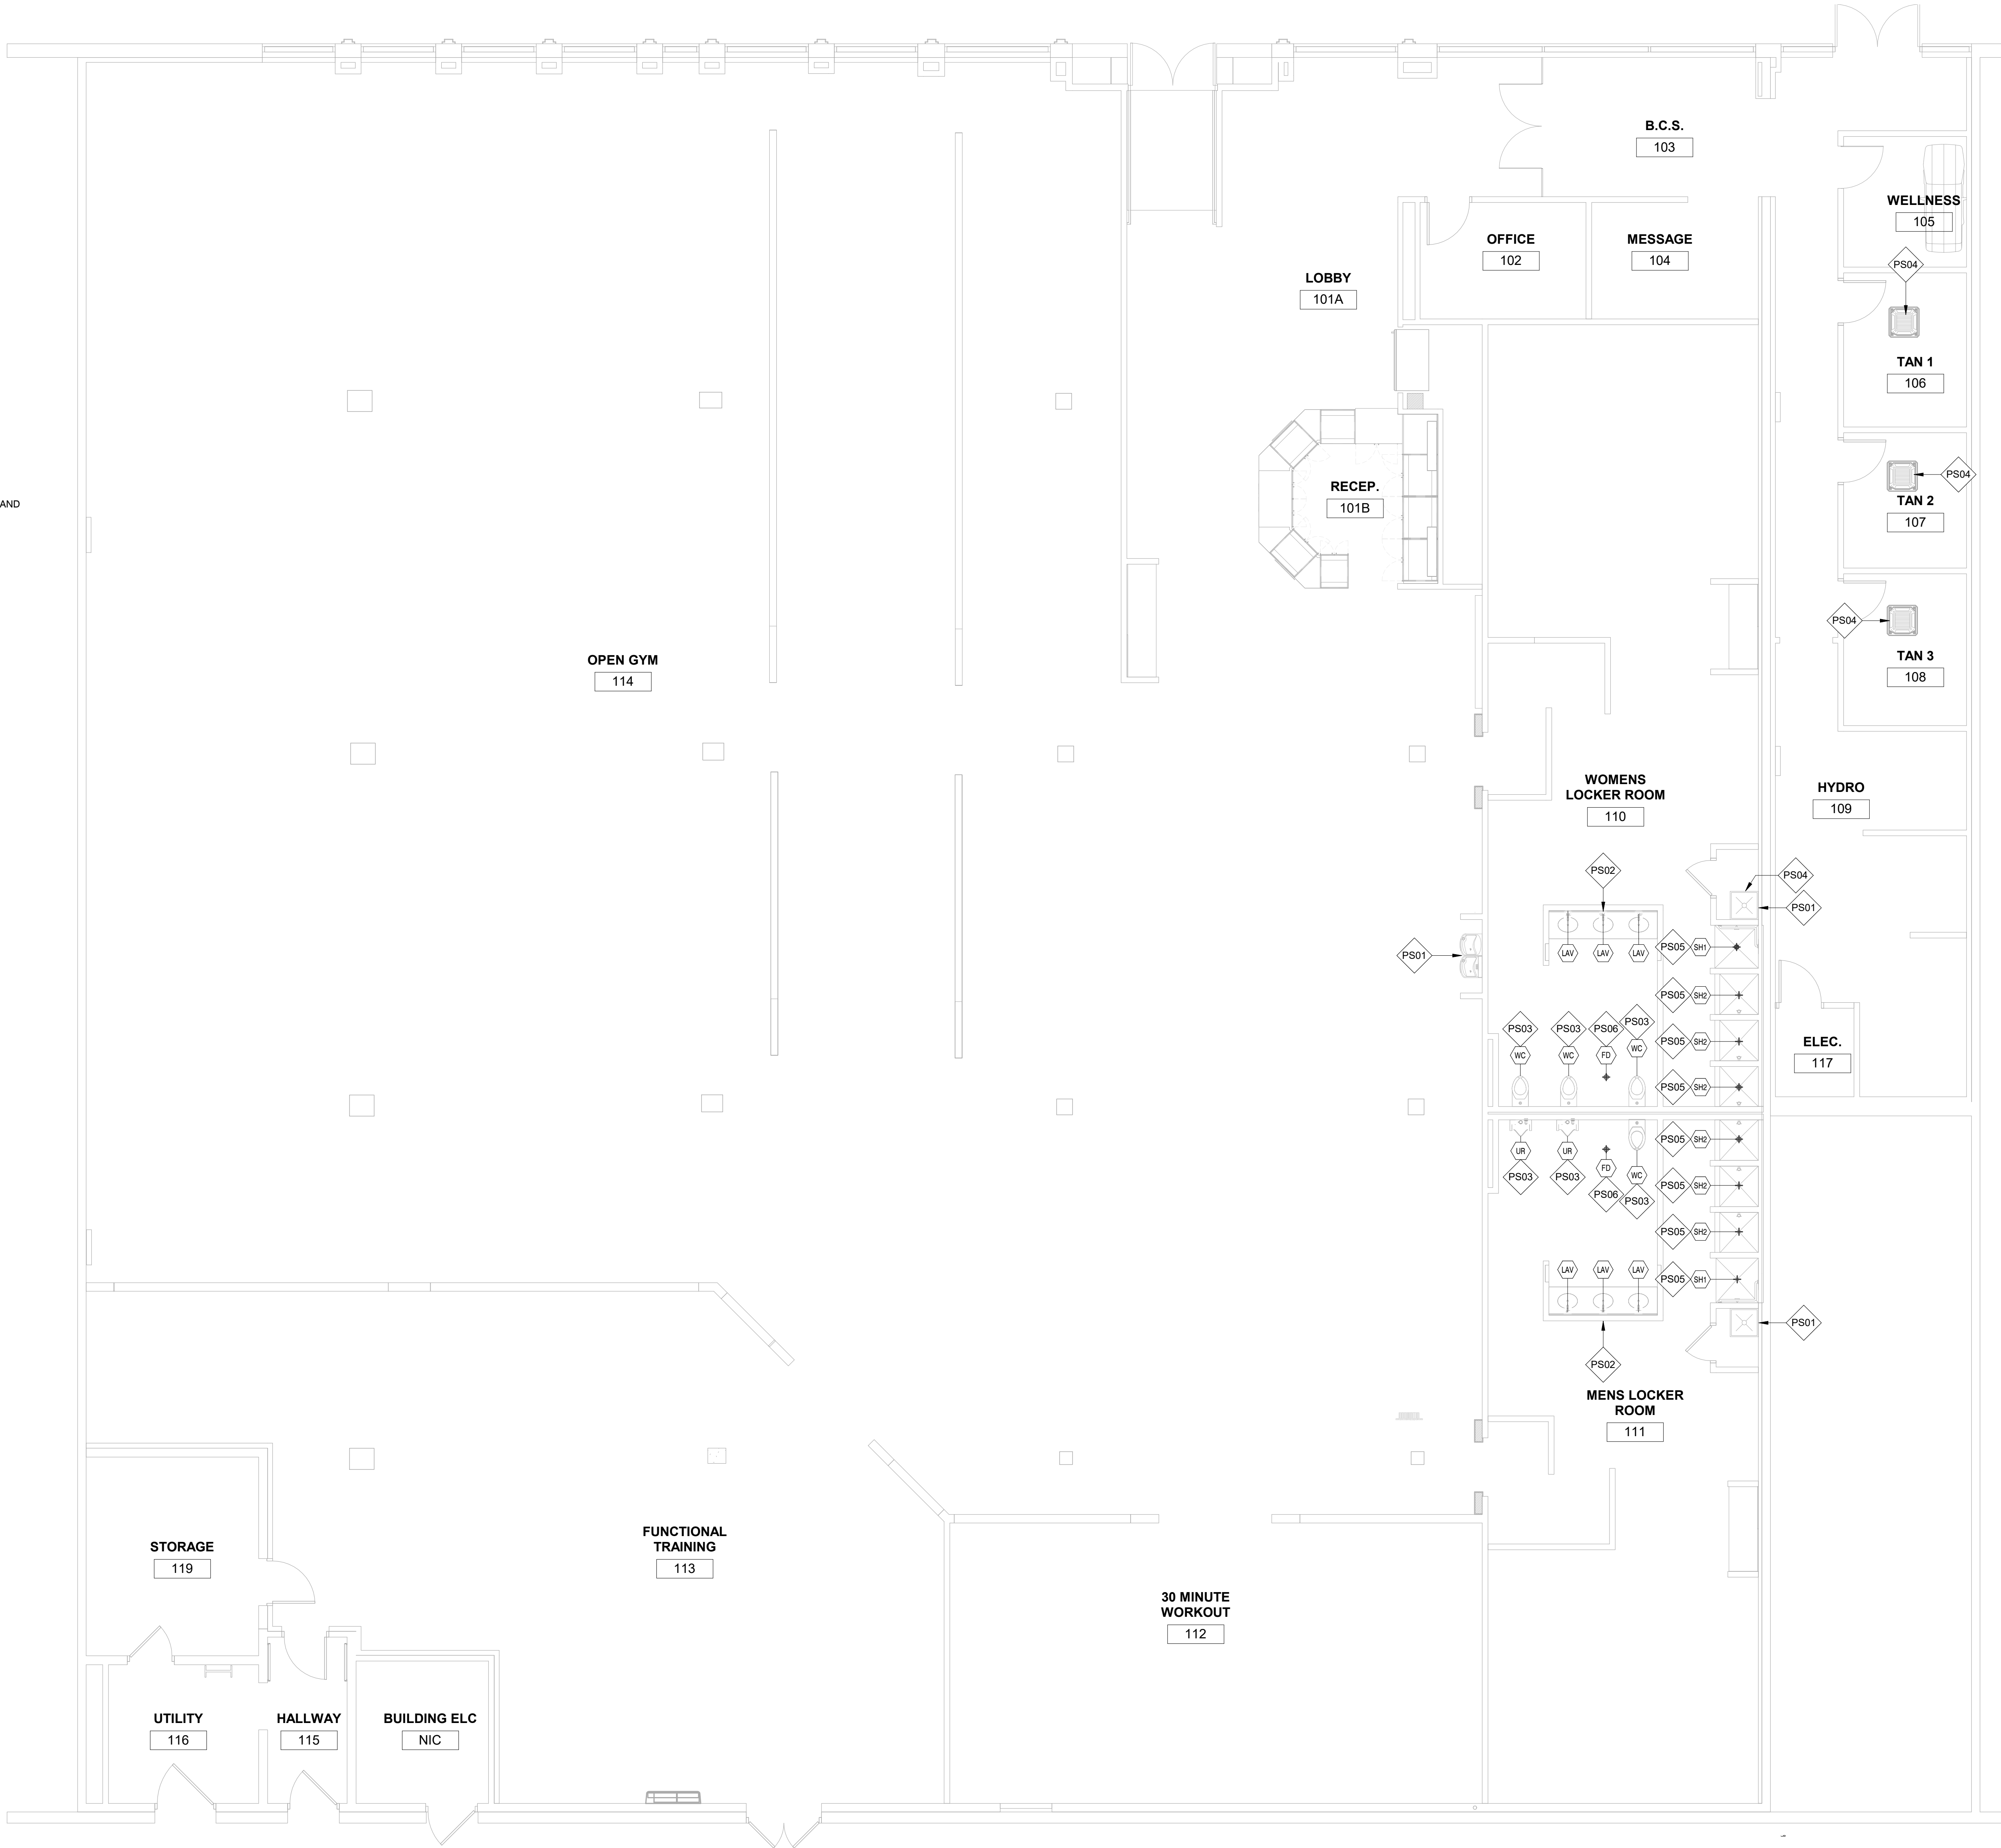 B.C.S.
103
WELLNESS
105
OFFICE
102
MESSAGE
104
PS04
LOBBY
101A
TAN 1
106
RECEP.
101B
PS04
TAN 2
107
AND
PS04
TAN 3
108
OPEN GYM
114
WOMENS
LOCKER ROOM
110
HYDRO
109
PS02
PS04
PS01
PS01
LAV LAV LAV
PS05 SH1
PS05 SH2
PS03 PS03 PS06 PS03
WC WC FD WC
PS05 SH2
ELEC.
117
PS05 SH2
PS05 SH2
UR UR FD WC
PS03 PS03 PS06 PS03
PS05 SH2
PS05 SH2
LAV LAV LAV
PS05 SH1
PS01
PS02
MENS LOCKER
ROOM
111
STORAGE
119
FUNCTIONAL
TRAINING
113
30 MINUTE
WORKOUT
112
UTILITY
116
HALLWAY
115
BUILDING ELC
NIC